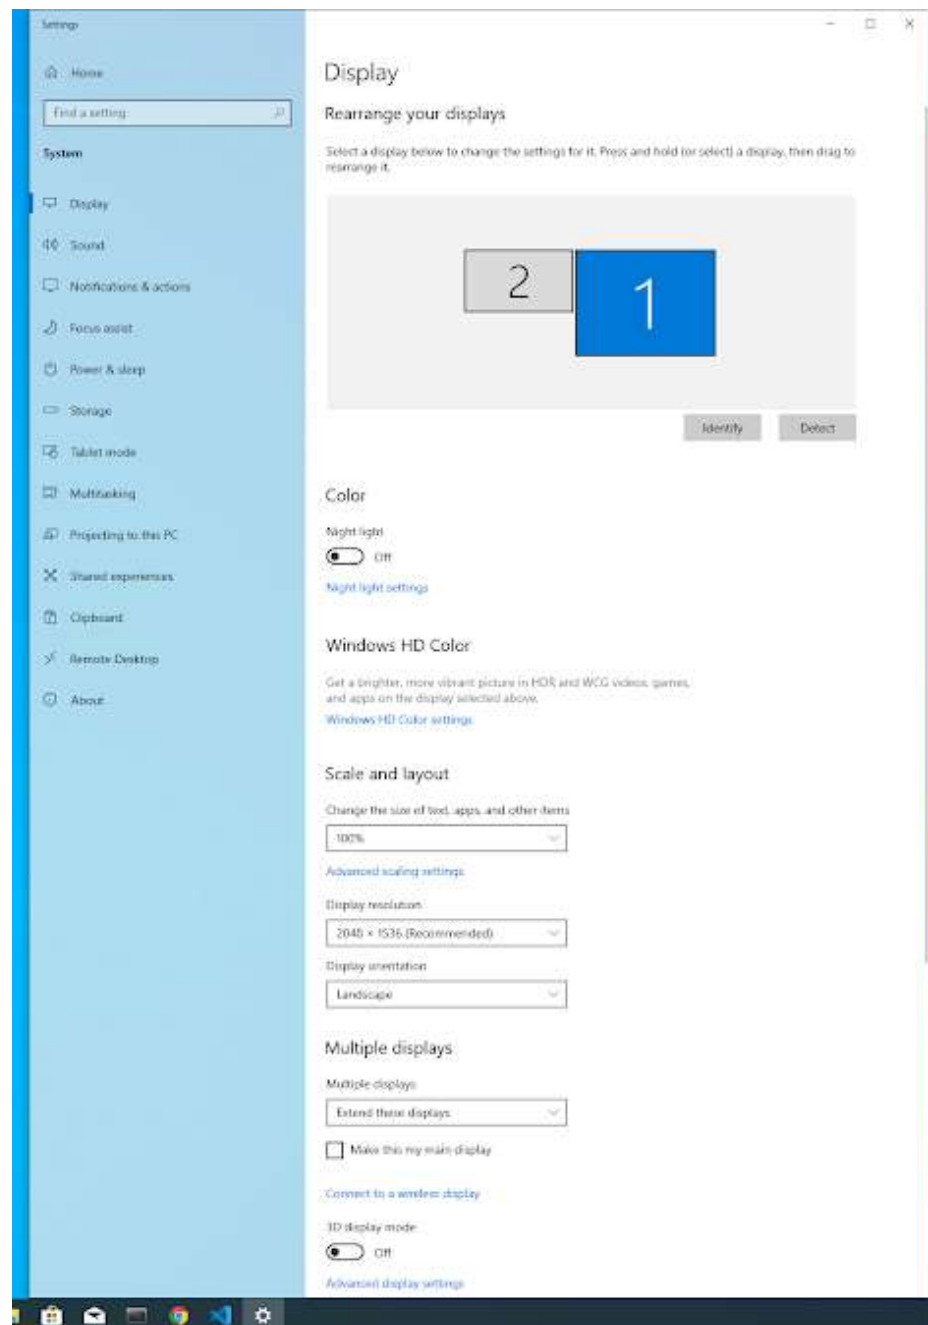 Settings
Home
Find a setting
System
Display
Sound
Notifications & actions
Focus assist
Power & sleep
Storage
Tablet mode
Multitasking
Projecting to this PC
Shared experiences
Clipboard
Remote Desktop
About
Display
Rearrange your displays
Select a display below to change the settings for it. Press and hold (or select) a display, then drag to
rearrange it.
2
1
Identify
Detect
Color
Night light
Off
Night light settings
Windows HD Color
Get a brighter, more vibrant picture in HDR and WCG videos, games,
and apps on the display selected above.
Windows HD Color settings
Scale and layout
Change the size of text, apps, and other items
100%
Advanced scaling settings
Display resolution
2048 × 1536 (Recommended)
Display orientation
Landscape
Multiple displays
Multiple displays
Extend these displays
Make this my main display
Connect to a wireless display
3D display mode
Off
Advanced display settings